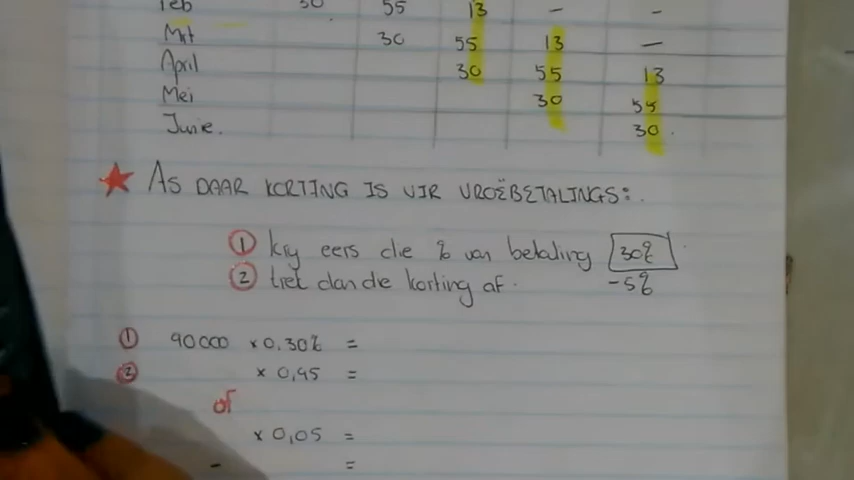 Feb 30 55 13 - -
Mrt 30 55 13 -
April 30 55 13
Mei 30 55
Junie. 30
AS DAAR KORTING IS VIR VROEËBETALINGS:
① kry eers die % van betaling 30%
② trek dan die korting af. -5%
① 90000 × 0,30% =
② × 0,95 =
of
× 0,05 =
- =